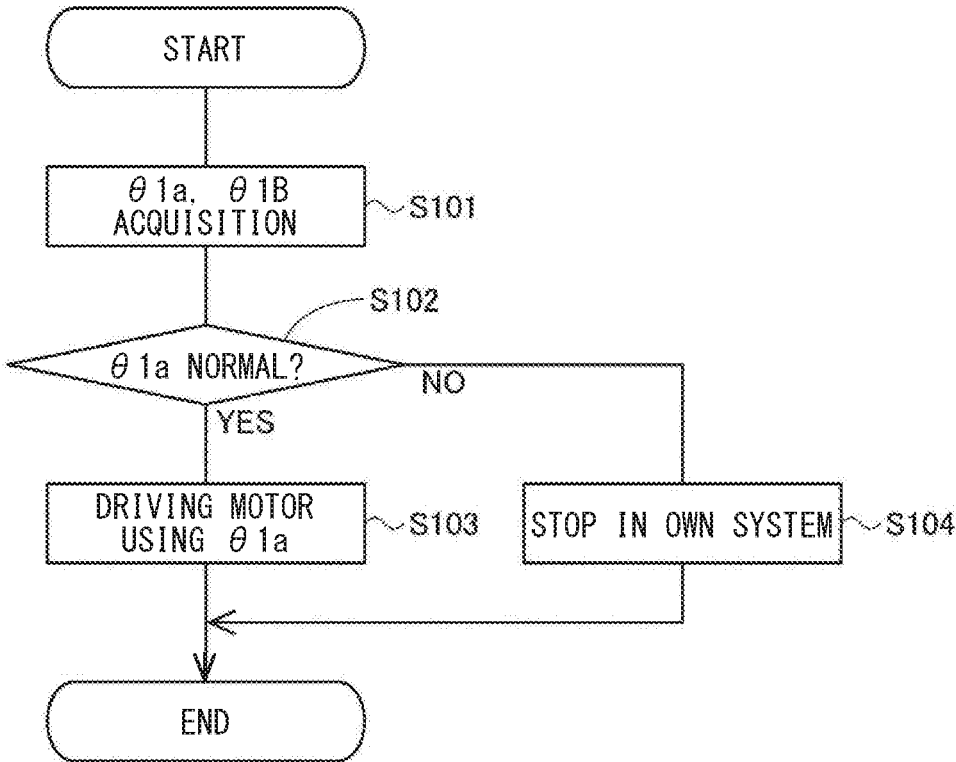 START
θ1a, θ1B
ACQUISITION
S101
S102
θ1a NORMAL?
NO
YES
DRIVING MOTOR
USING θ1a
S103
STOP IN OWN SYSTEM
S104
END